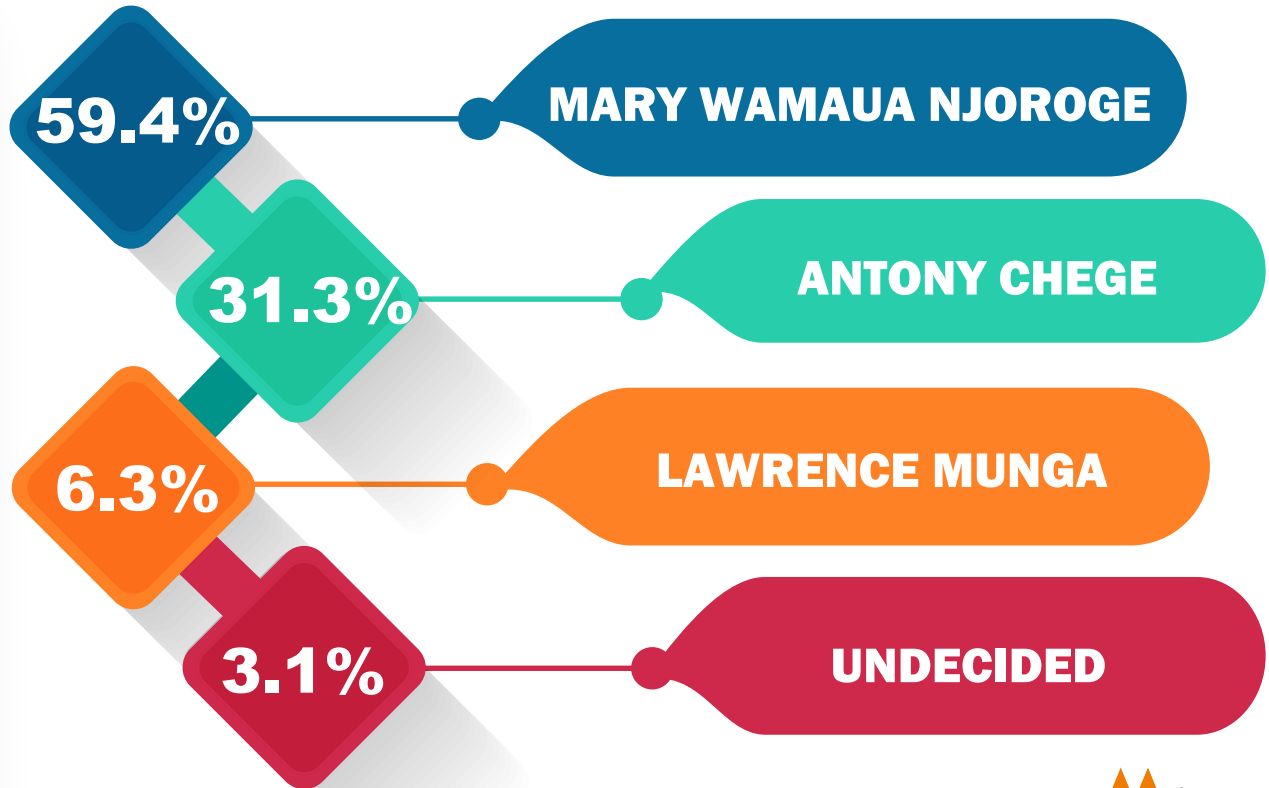 59.4% MARY WAMAUA NJOROGE
31.3% ANTONY CHEGE
6.3% LAWRENCE MUNGA
3.1% UNDECIDED